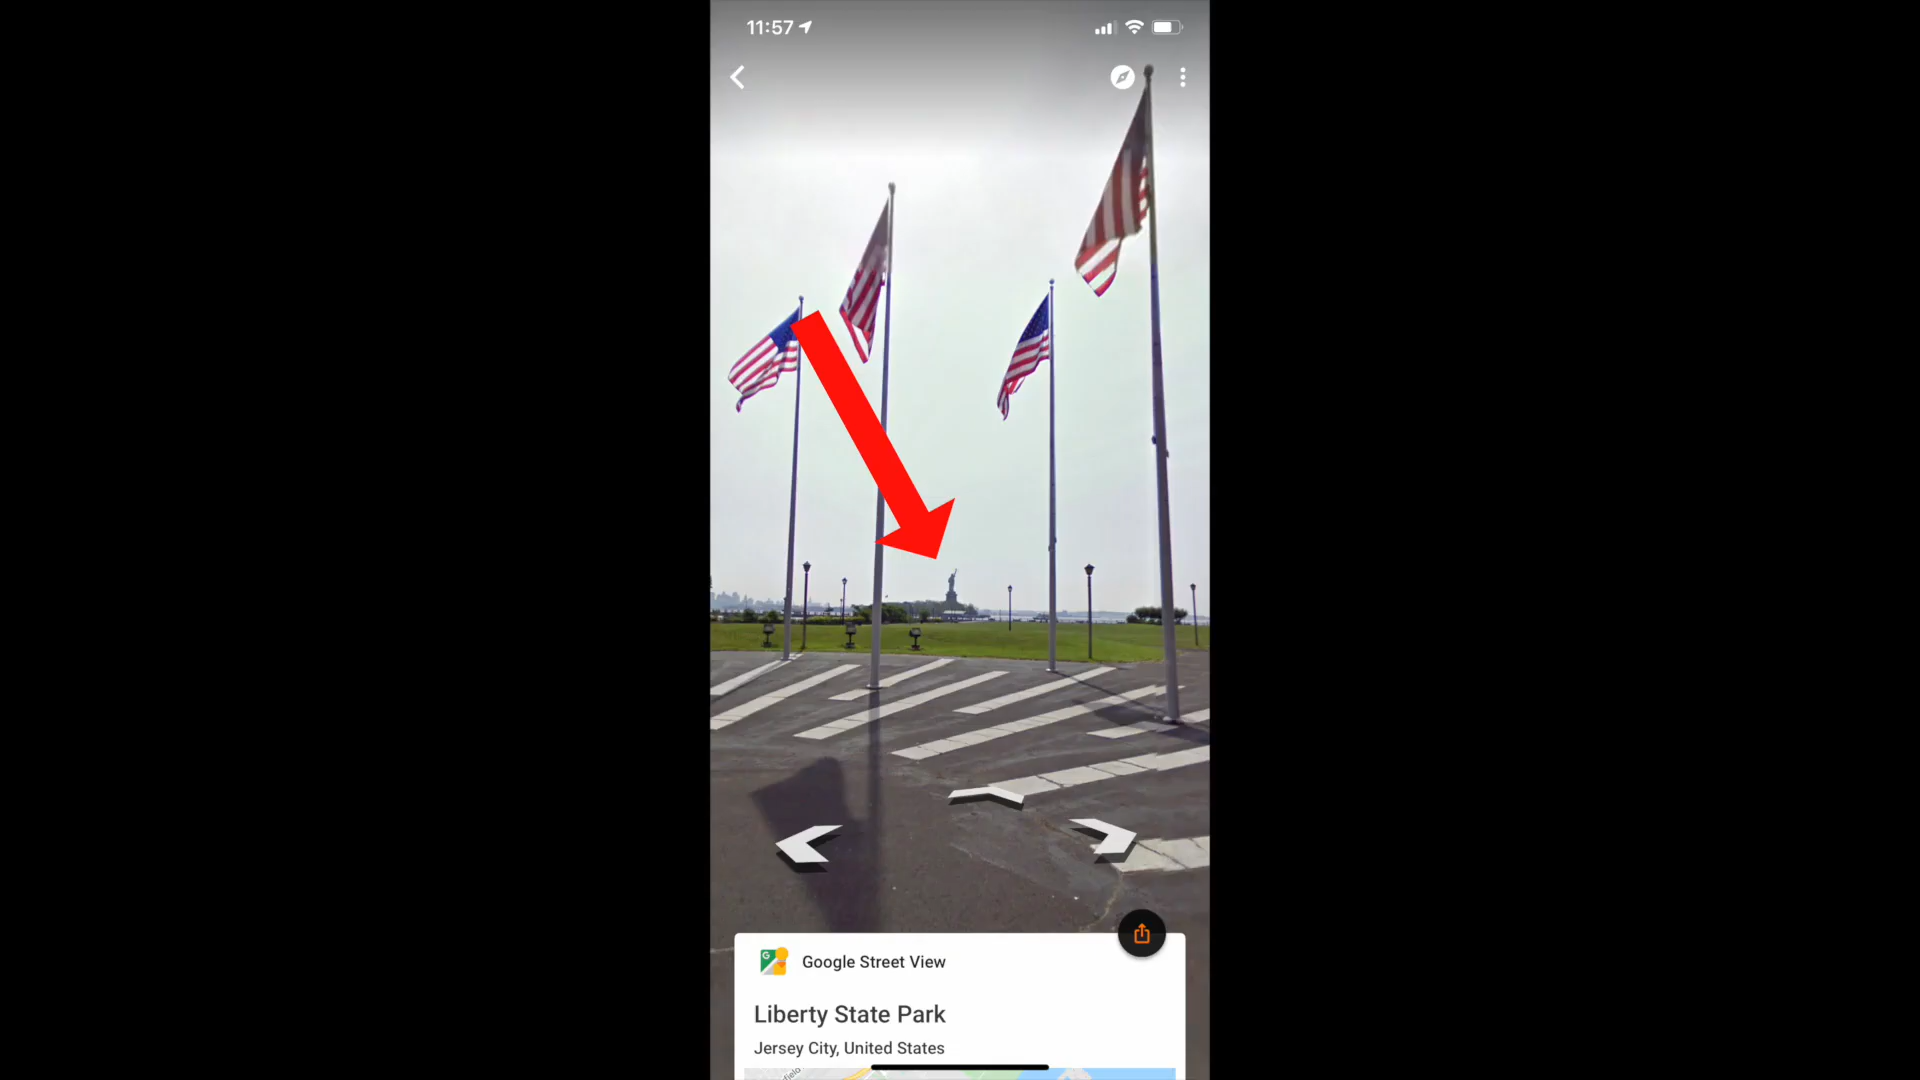 11:57
G
Google Street View
Liberty State Park
Jersey City, United States